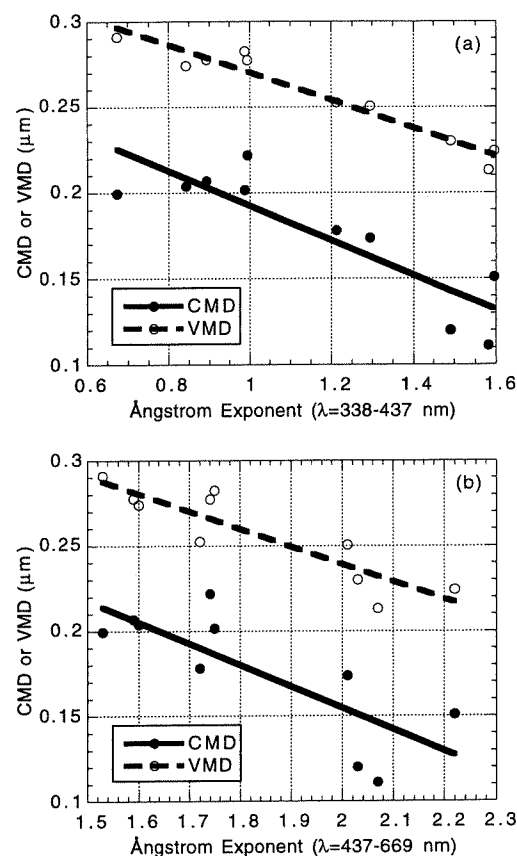 0.3
(a)
0.25
0.2
0.15
0.1
CMD or VMD (μm)
CMD
VMD
0.6 0.8 1 1.2 1.4 1.6
Ångstrom Exponent (λ=338-437 nm)
0.3
(b)
0.25
0.2
0.15
0.1
CMD or VMD (μm)
CMD
VMD
1.5 1.6 1.7 1.8 1.9 2 2.1 2.2 2.3
Ångstrom Exponent (λ=437-669 nm)